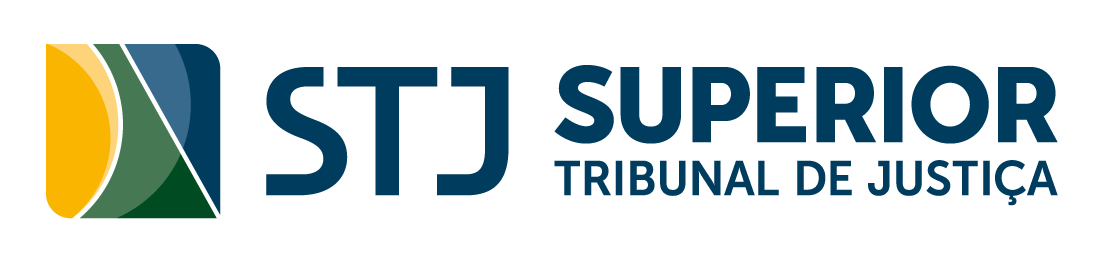 STJ
SUPERIOR
TRIBUNAL DE JUSTIÇA